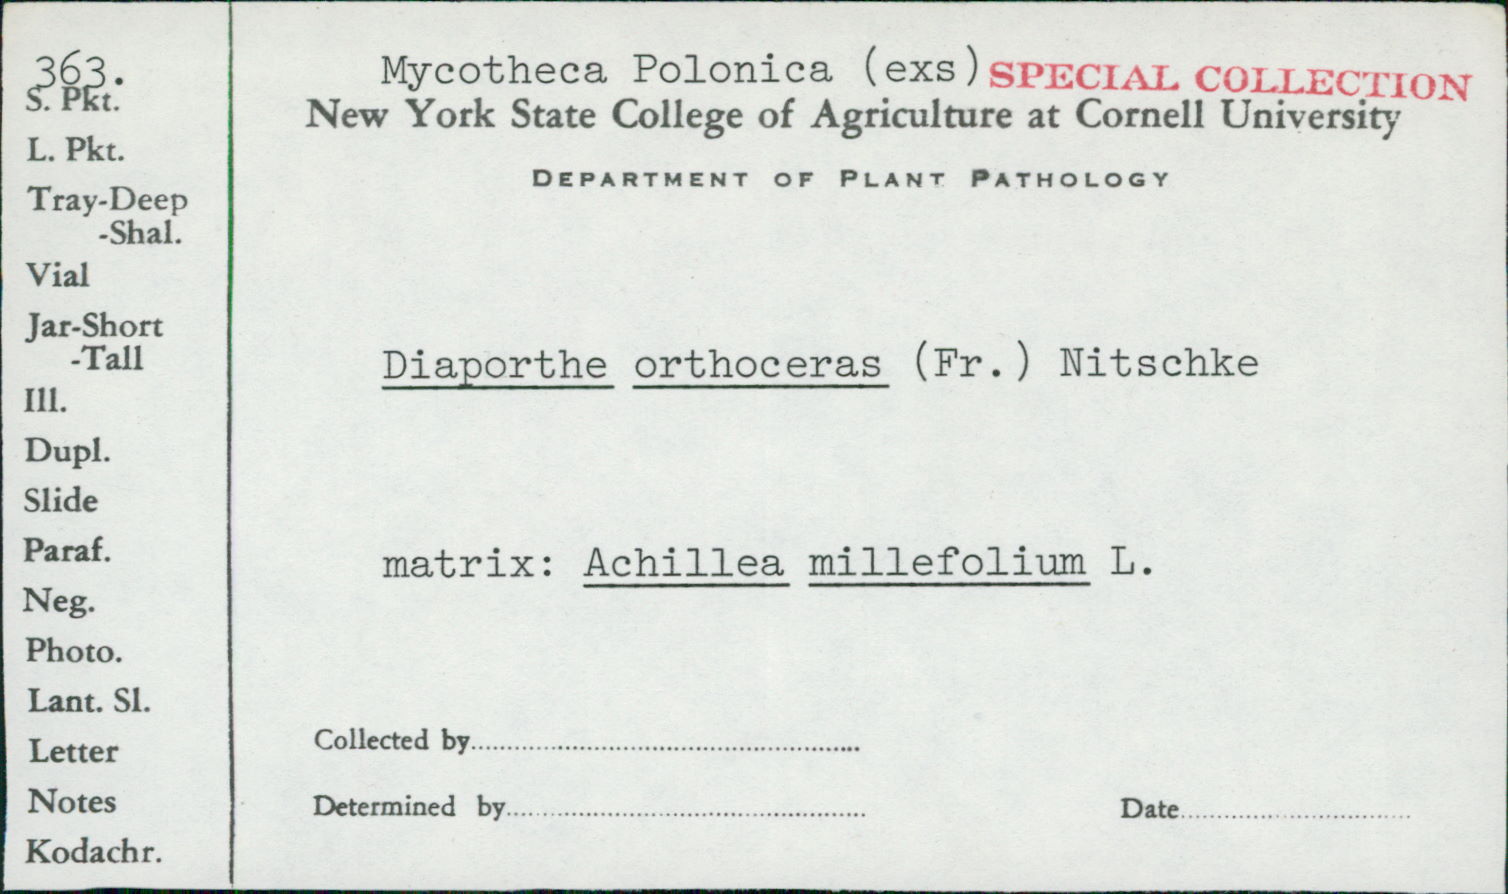 363.
S. Pkt.
L. Pkt.
Tray-Deep
-Shal.
Vial
Jar-Short
-Tall
Ill.
Dupl.
Slide
Paraf.
Neg.
Photo.
Lant. Sl.
Letter
Notes
Kodachr.
Mycotheca Polonica (exs) SPECIAL COLLECTION
New York State College of Agriculture at Cornell University
DEPARTMENT OF PLANT PATHOLOGY
Diaporthe orthoceras (Fr.) Nitschke
matrix: Achillea millefolium L.
Collected by
Determined by
Date